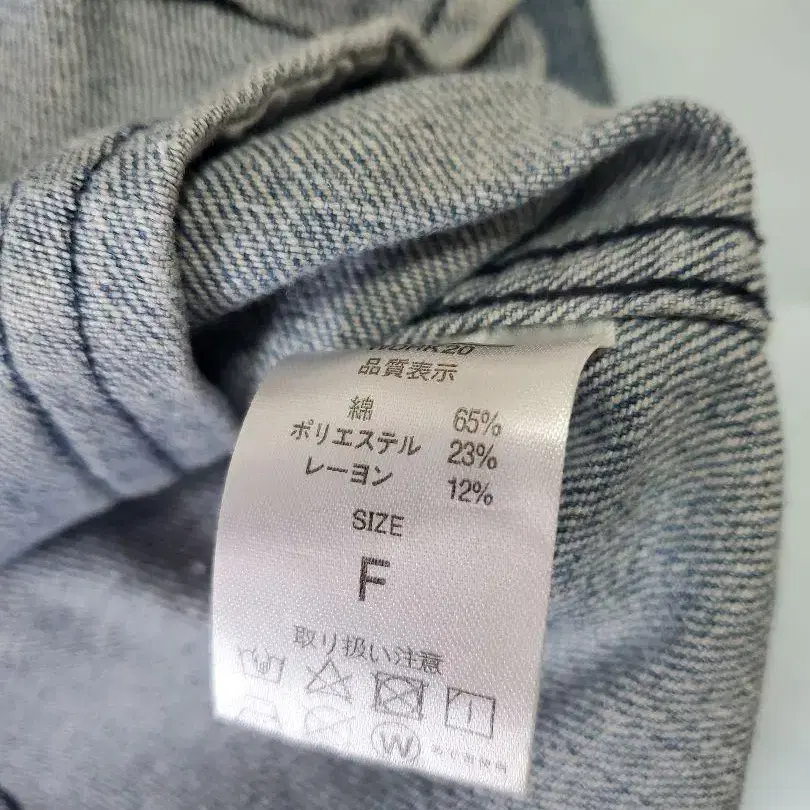 品質表示
綿 65%
ポリエステル 23%
レーヨン 12%
SIZE
F
取り扱い注意
W